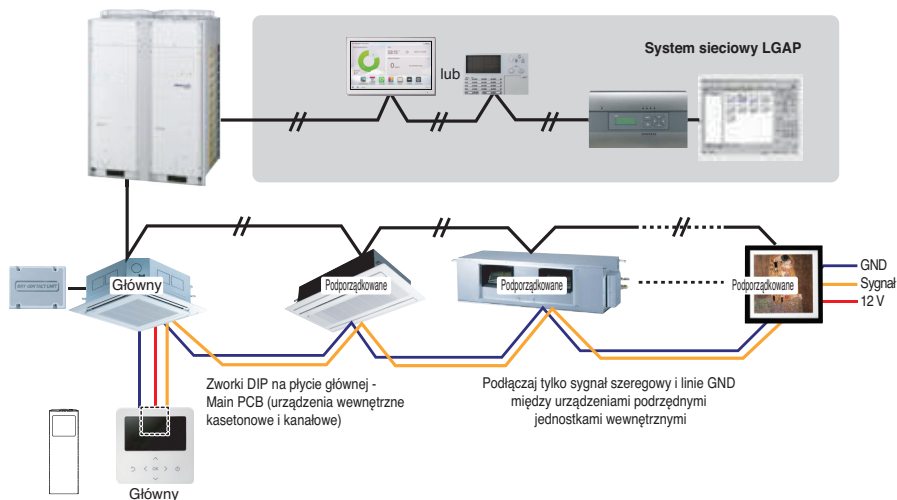 System sieciowy LGAP
lub
Główny
Podporządkowane
Podporządkowane
Podporządkowane
GND
Sygnał
12 V
Zworki DIP na płycie głównej -
Main PCB (urządzenia wewnętrzne
kasetonowe i kanałowe)
Podłączaj tylko sygnał szeregowy i linie GND
między urządzeniami podrzędnymi
jednostkami wewnętrznymi
OK
Główny